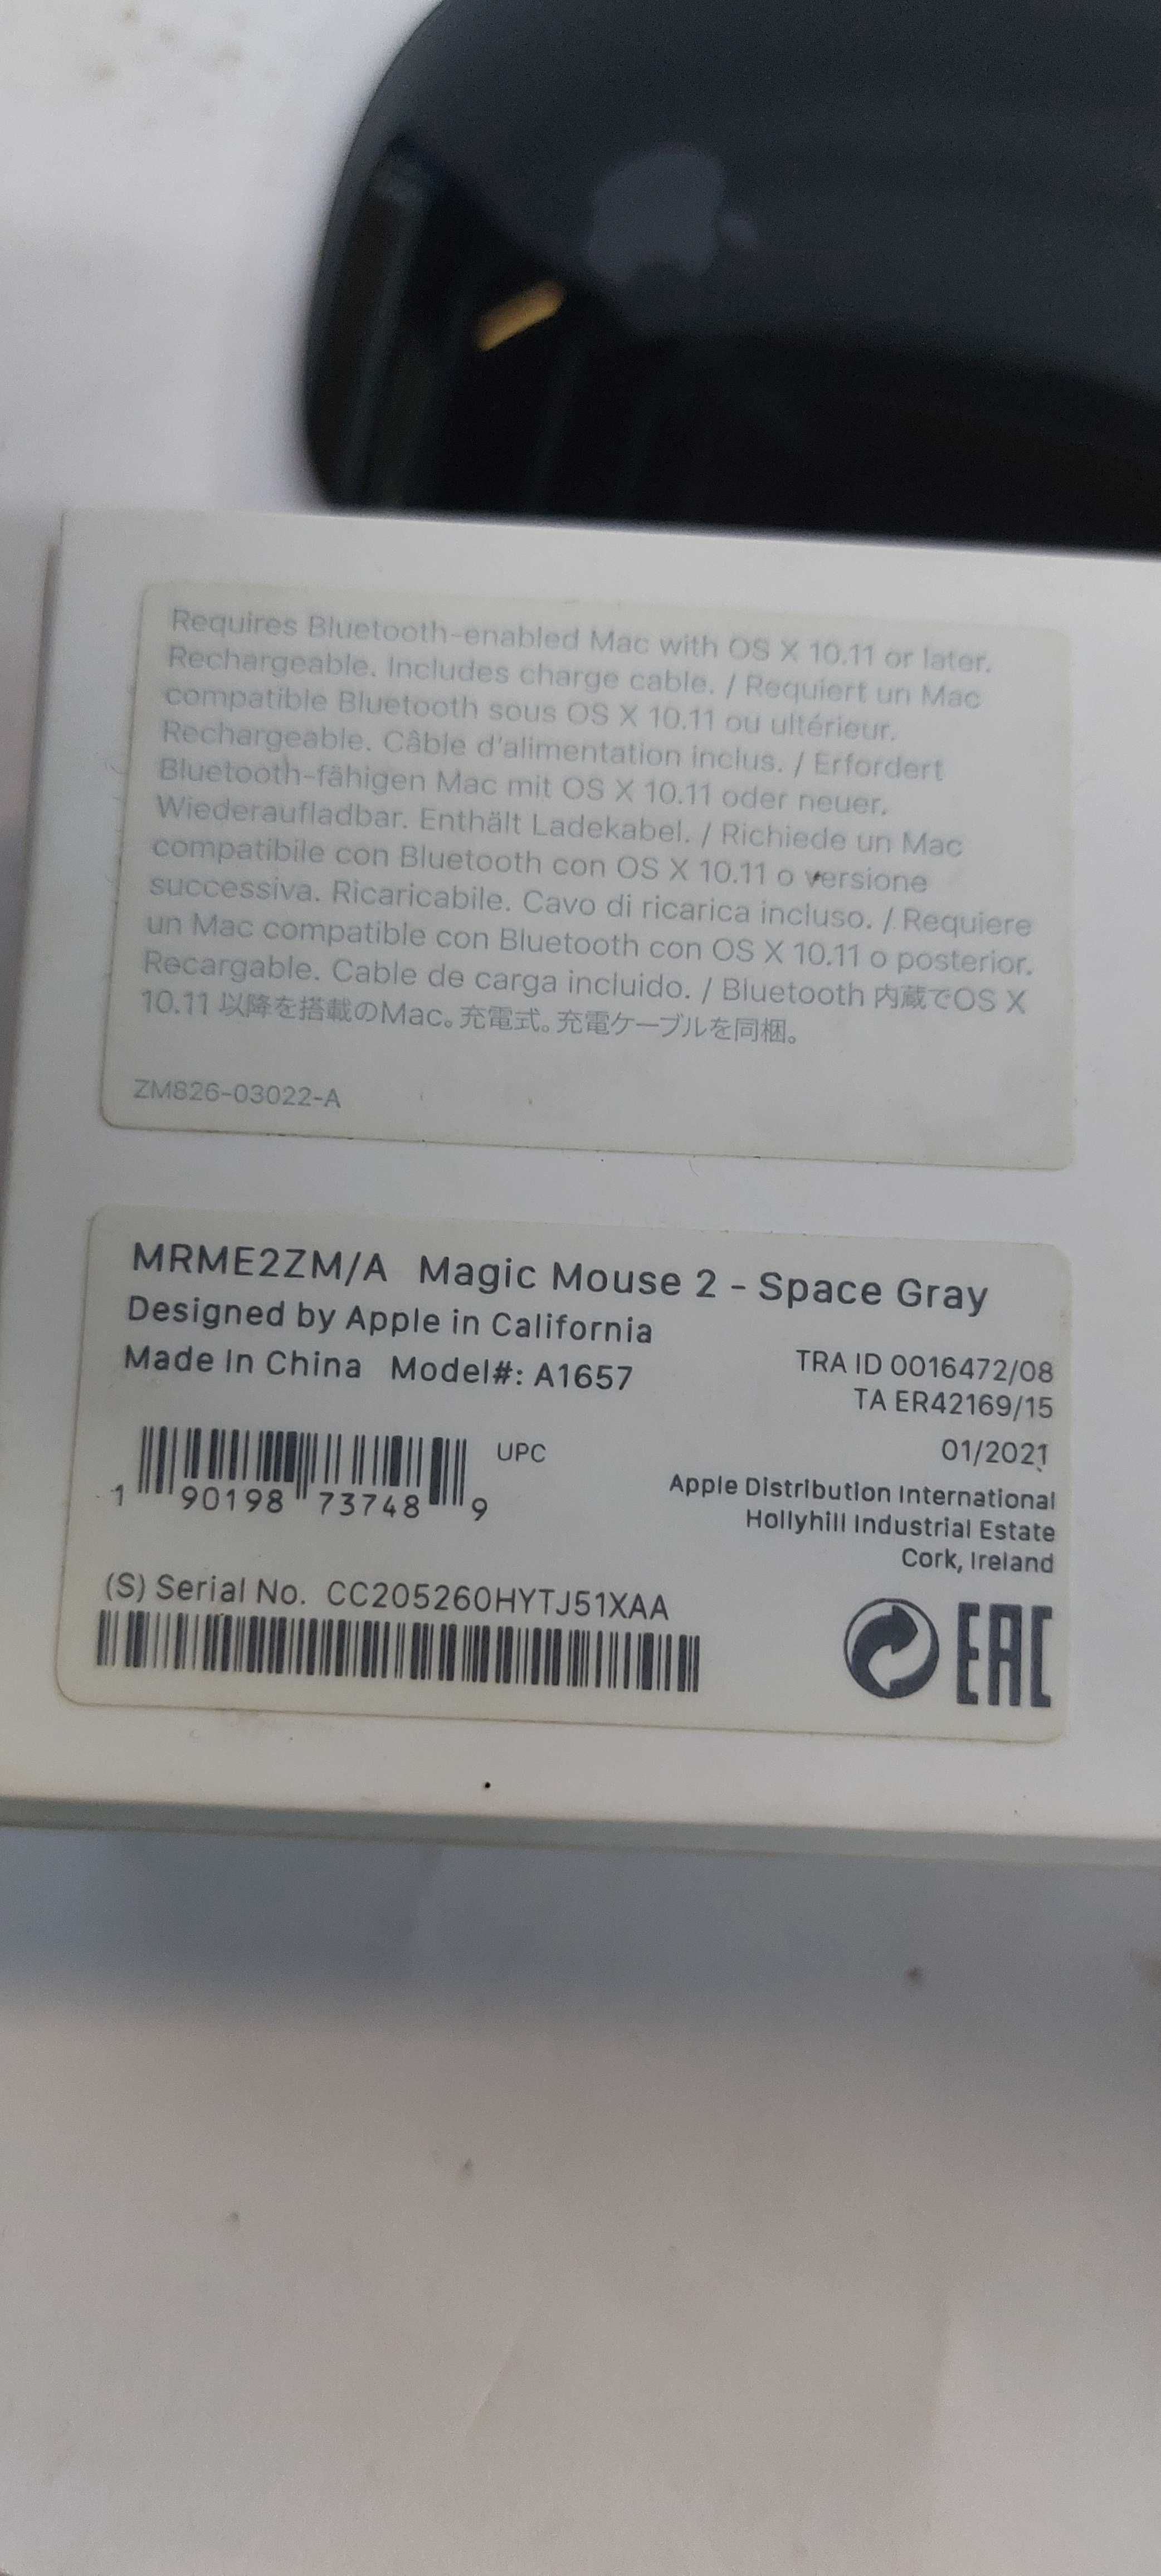 Requires Bluetooth-enabled Mac with OS X 10.11 or later.
Rechargeable. Includes charge cable. / Requiert un Mac
compatible Bluetooth sous OS X 10.11 ou ultérieur.
Rechargeable. Câble d'alimentation inclus. / Erfordert
Bluetooth-fähigen Mac mit OS X 10.11 oder neuer.
Wiederaufladbar. Enthält Ladekabel. / Richiede un Mac
compatibile con Bluetooth con OS X 10.11 o versione
successiva. Ricaricabile. Cavo di ricarica incluso. / Requiere
un Mac compatible con Bluetooth con OS X 10.11 o posterior.
Recargable. Cable de carga incluido. / Bluetooth 内蔵でOS X
10.11 以降を搭載のMac。充電式。充電ケーブルを同梱。
ZM826-03022-A
MRME2ZM/A Magic Mouse 2 - Space Gray
Designed by Apple in California
Made In China Model#: A1657
TRA ID 0016472/08
TA ER42169/15
01/2021
UPC
1 90198 73748 9
Apple Distribution International
Hollyhill Industrial Estate
Cork, Ireland
(S) Serial No. CC205260HYTJ51XAA
EAC